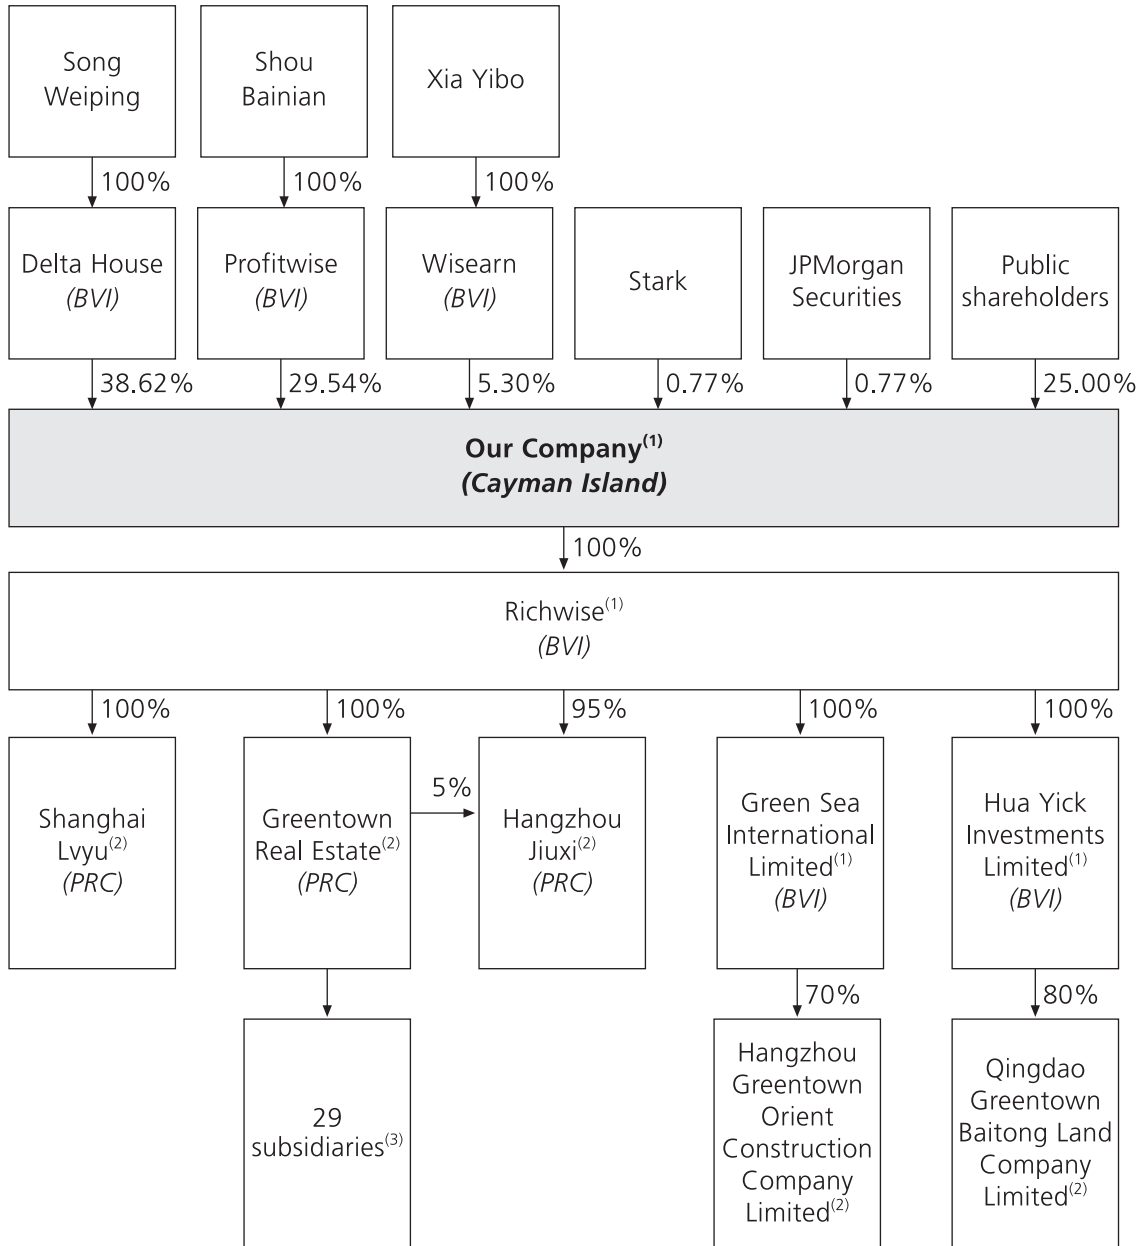 Song
Weiping
Shou
Bainian
Xia Yibo
100%
100%
100%
Delta House
(BVI)
Profitwise
(BVI)
Wisearn
(BVI)
Stark
JPMorgan
Securities
Public
shareholders
38.62%
29.54%
5.30%
0.77%
0.77%
25.00%
Our Company(1)
(Cayman Island)
100%
Richwise(1)
(BVI)
100%
100%
95%
100%
100%
Shanghai
Lvyu(2)
(PRC)
Greentown
Real Estate(2)
(PRC)
5%
Hangzhou
Jiuxi(2)
(PRC)
Green Sea
International
Limited(1)
(BVI)
Hua Yick
Investments
Limited(1)
(BVI)
70%
80%
29
subsidiaries(3)
Hangzhou
Greentown
Orient
Construction
Company
Limited(2)
Qingdao
Greentown
Baitong Land
Company
Limited(2)